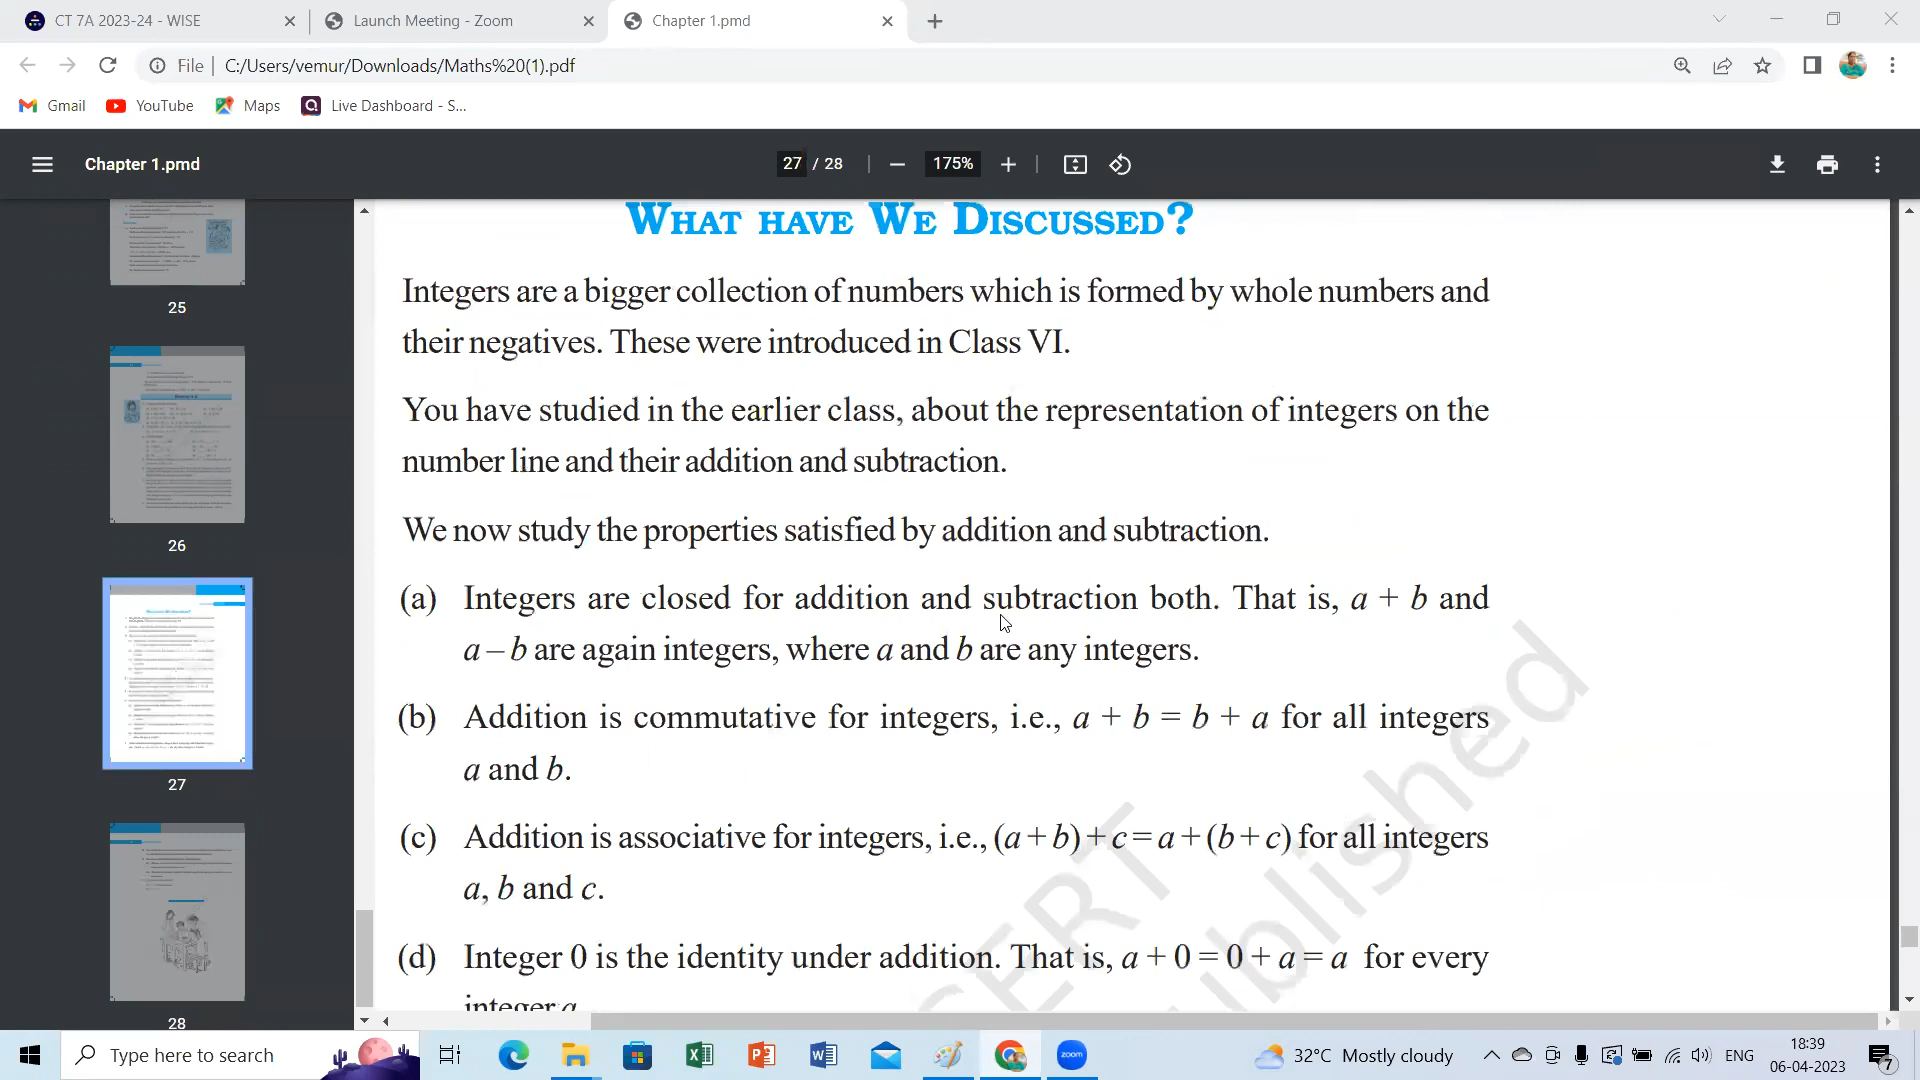 CT 7A 2023-24 - WISE
Launch Meeting - Zoom
Chapter 1.pmd
File
C:/Users/vemur/Downloads/Maths%20(1).pdf
Gmail
YouTube
Maps
Live Dashboard - S...
Chapter 1.pmd
27 / 28
175%
25
26
27
28
WHAT HAVE WE DISCUSSED?
Integers are a bigger collection of numbers which is formed by whole numbers and
their negatives. These were introduced in Class VI.
You have studied in the earlier class, about the representation of integers on the
number line and their addition and subtraction.
We now study the properties satisfied by addition and subtraction.
(a) Integers are closed for addition and subtraction both. That is, a + b and
a – b are again integers, where a and b are any integers.
(b) Addition is commutative for integers, i.e., a + b = b + a for all integers
a and b.
(c) Addition is associative for integers, i.e., (a + b) + c = a + (b + c) for all integers
a, b and c.
(d) Integer 0 is the identity under addition. That is, a + 0 = 0 + a = a for every
integer a
Type here to search
zoom
32°C Mostly cloudy
ENG
18:39
06-04-2023
7